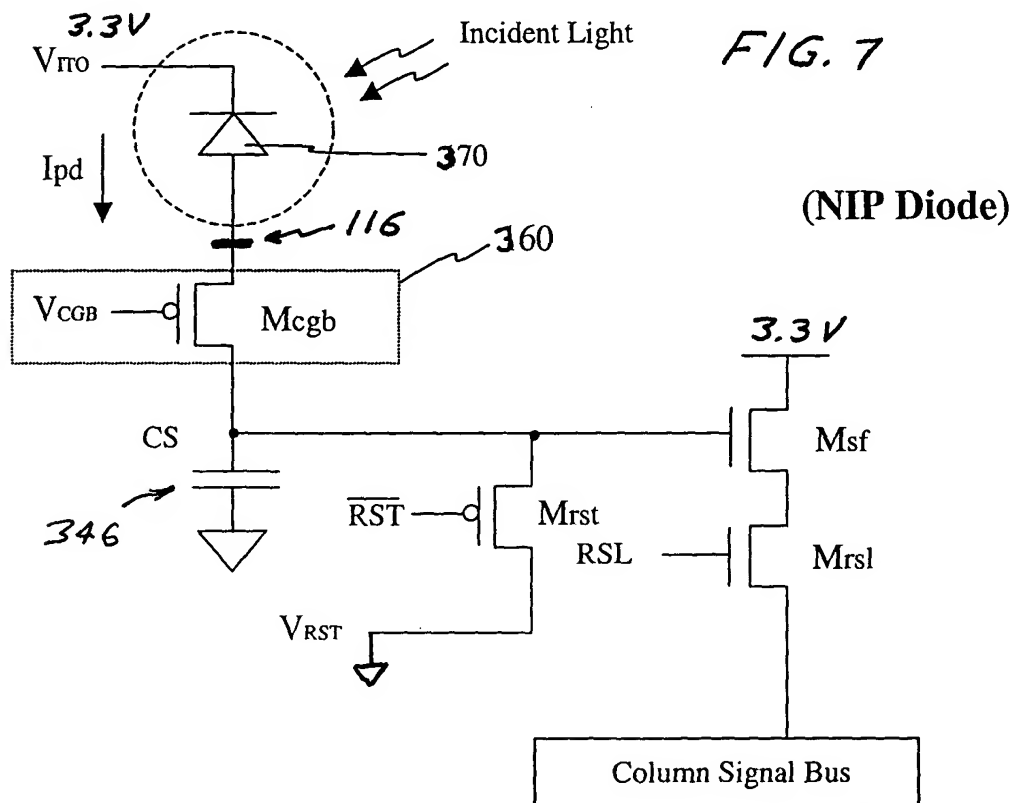 3.3V
Incident Light
FIG. 7
VITO
370
Ipd
(NIP Diode)
116
360
VCGB
Mcgb
3.3V
CS
Msf
346
RST
Mrst
RSL
Mrsl
VRST
Column Signal Bus